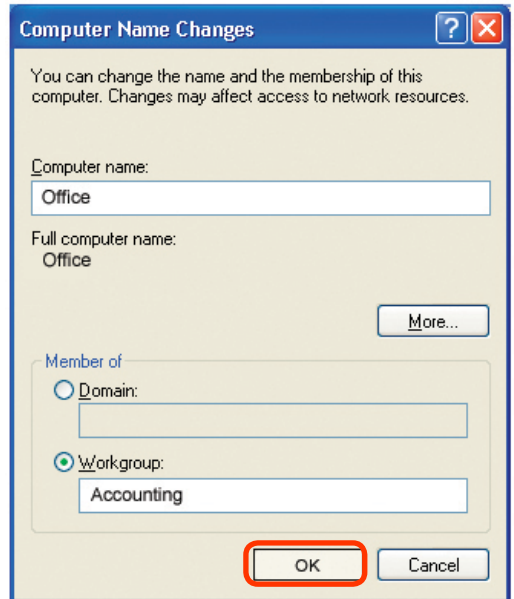 Computer Name Changes
You can change the name and the membership of this
computer. Changes may affect access to network resources.
Computer name:
Office
Full computer name:
Office
More...
Member of
Domain:
Workgroup:
Accounting
OK Cancel